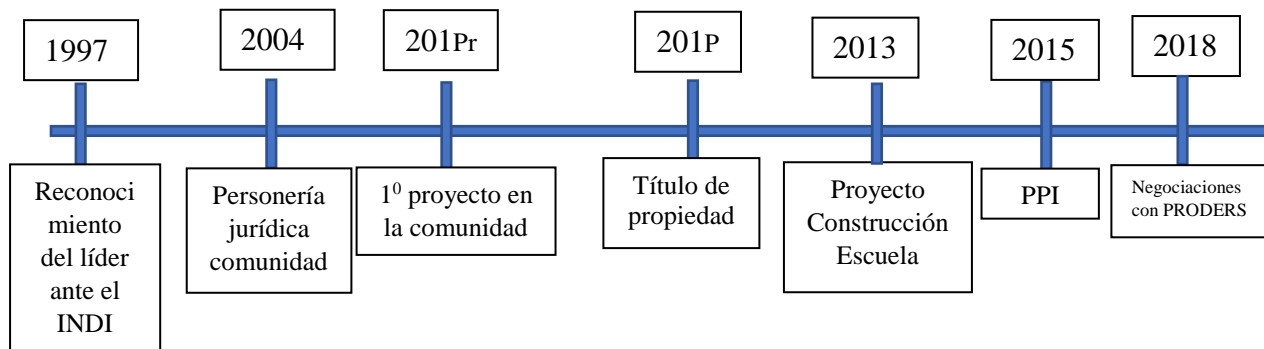 1997
2004
201Pr
201P
2013
2015
2018
Reconoci
miento
del líder
ante el
INDI
Personería
jurídica
comunidad
1⁰ proyecto en
la comunidad
Título de
propiedad
Proyecto
Construcción
Escuela
PPI
Negociaciones
con PRODERS